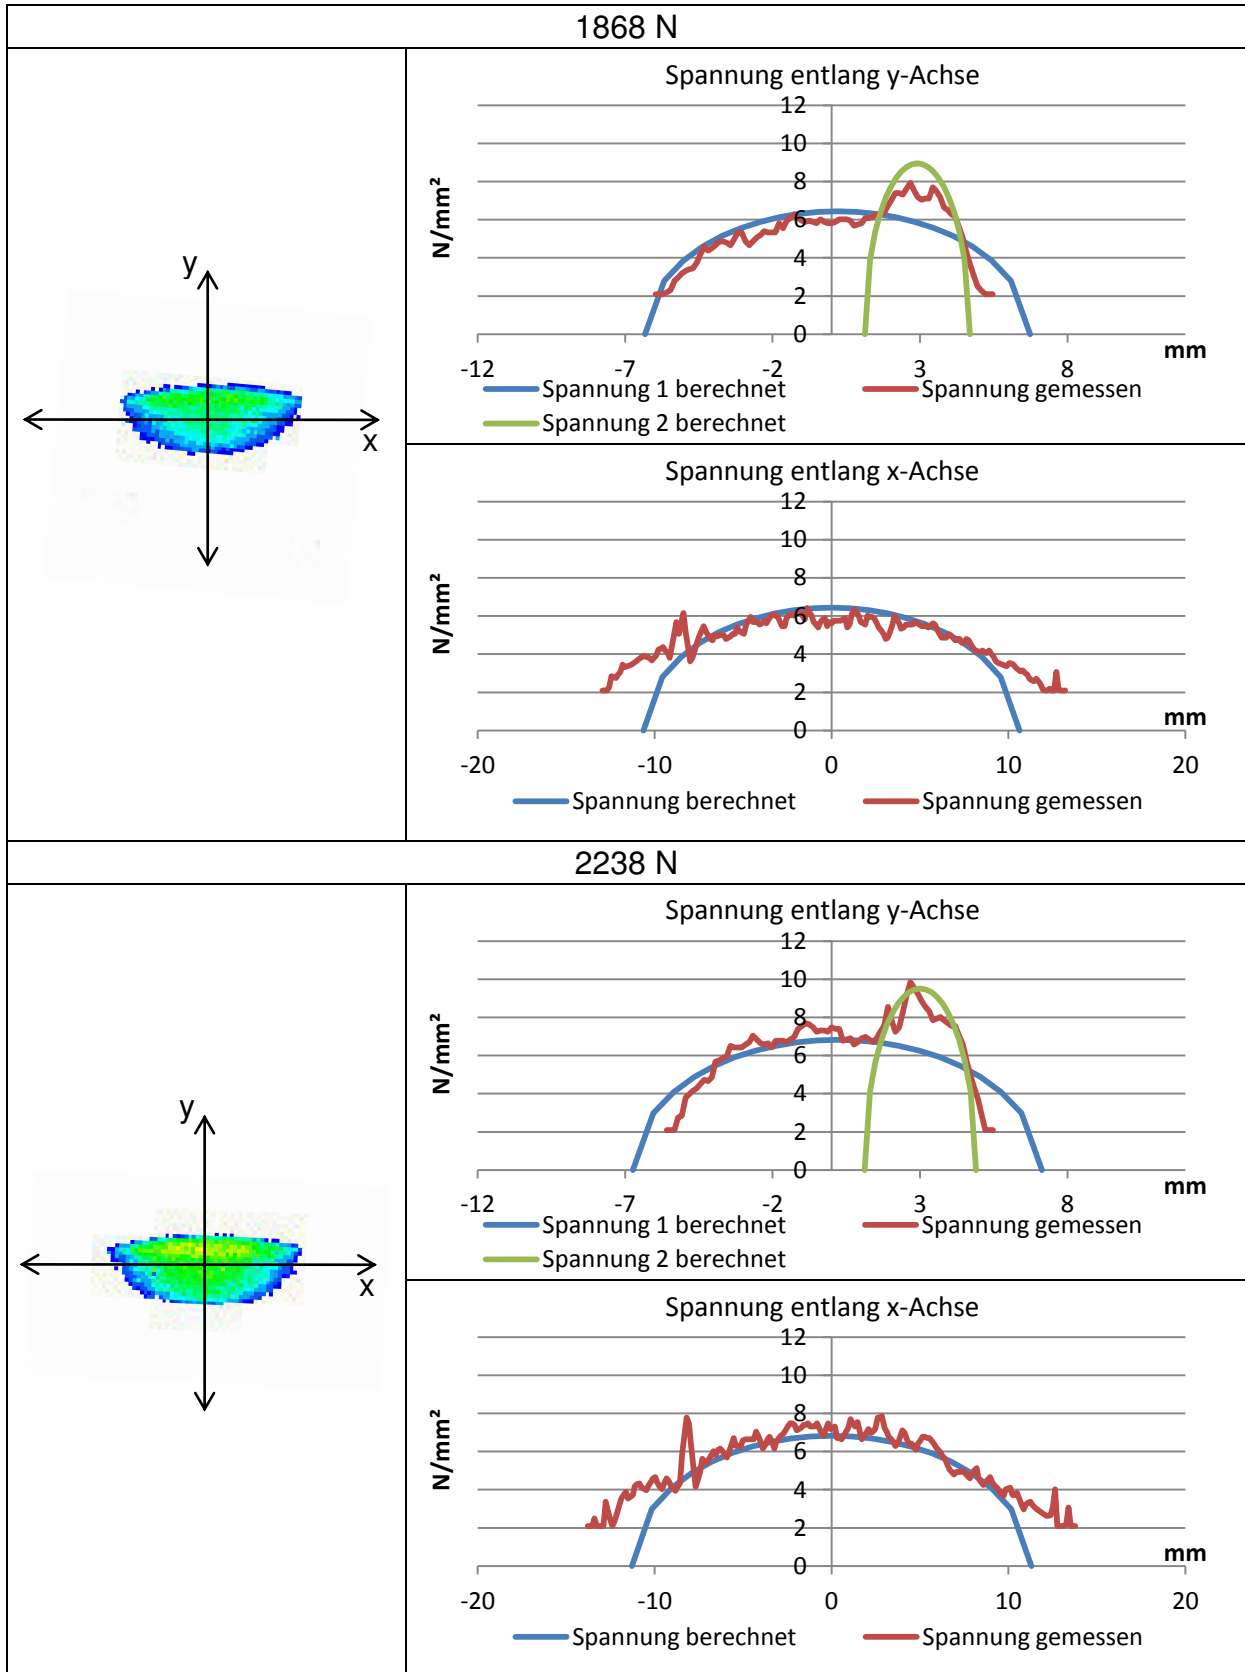 1868 N
y
x
Spannung entlang y-Achse
12
10
8
6
4
2
0
N/mm²
-12 -7 -2 3 8
mm
Spannung 1 berechnet Spannung gemessen
Spannung 2 berechnet
Spannung entlang x-Achse
12
10
8
6
4
2
0
N/mm²
mm
-20 -10 0 10 20
Spannung berechnet Spannung gemessen
2238 N
y
x
Spannung entlang y-Achse
12
10
8
6
4
2
0
N/mm²
mm
-12 -7 -2 3 8
Spannung 1 berechnet Spannung gemessen
Spannung 2 berechnet
Spannung entlang x-Achse
12
10
8
6
4
2
0
N/mm²
mm
-20 -10 0 10 20
Spannung berechnet Spannung gemessen